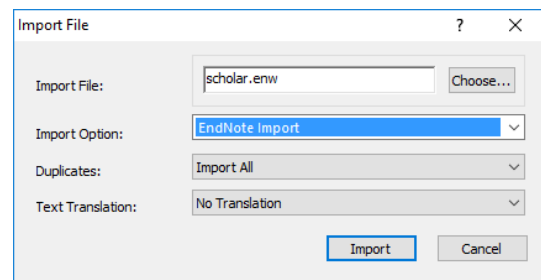 Import File ?
Import File: scholar.enw Choose...
Import Option: EndNote Import
Duplicates: Import All
Text Translation: No Translation
Import Cancel